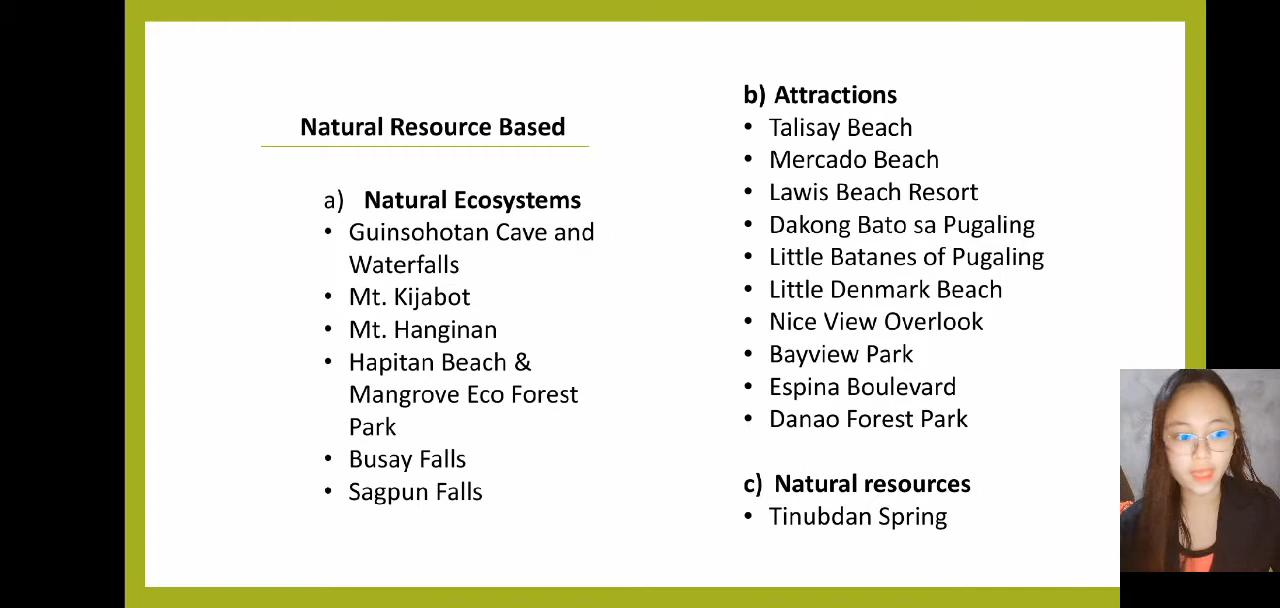 Natural Resource Based
a) Natural Ecosystems
• Guinsohotan Cave and
Waterfalls
• Mt. Kijabot
• Mt. Hanginan
• Hapitan Beach &
Mangrove Eco Forest
Park
• Busay Falls
• Sagpun Falls
b) Attractions
• Talisay Beach
• Mercado Beach
• Lawis Beach Resort
• Dakong Bato sa Pugaling
• Little Batanes of Pugaling
• Little Denmark Beach
• Nice View Overlook
• Bayview Park
• Espina Boulevard
• Danao Forest Park
c) Natural resources
• Tinubdan Spring